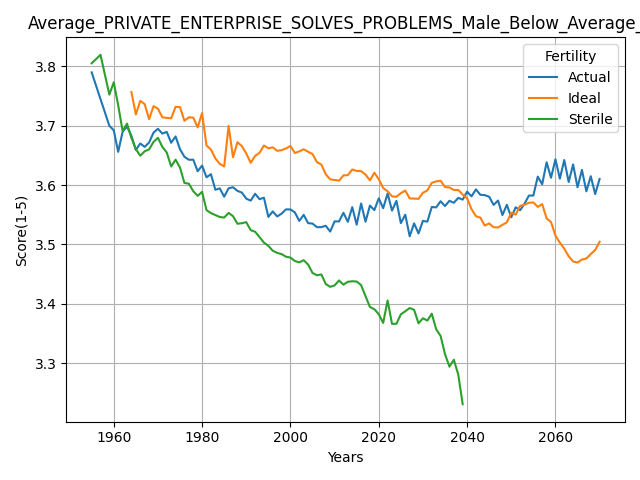 Average_PRIVATE_ENTERPRISE_SOLVES_PROBLEMS_Male_Below_Average_
Fertility
Actual
Ideal
Sterile
Score(1-5)
3.8
3.7
3.6
3.5
3.4
3.3
1960 1980 2000 2020 2040 2060
Years